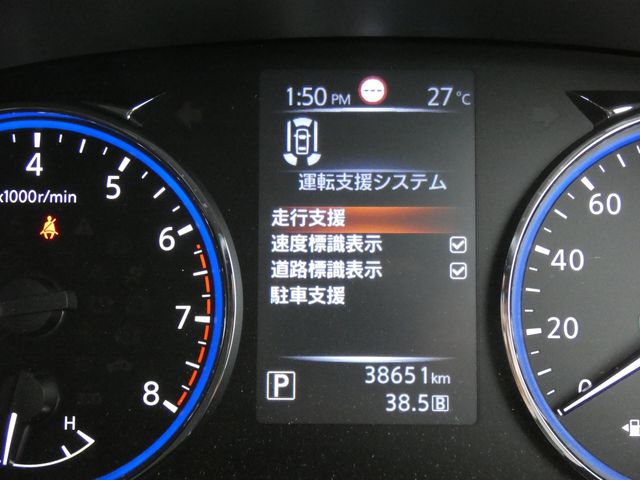 1:50 PM --- 27°C
運転支援システム
走行支援
速度標識表示
道路標識表示
駐車支援
P 38651km
38.5 B
4
5
6
7
8
x1000r/min
H
60
40
20
0